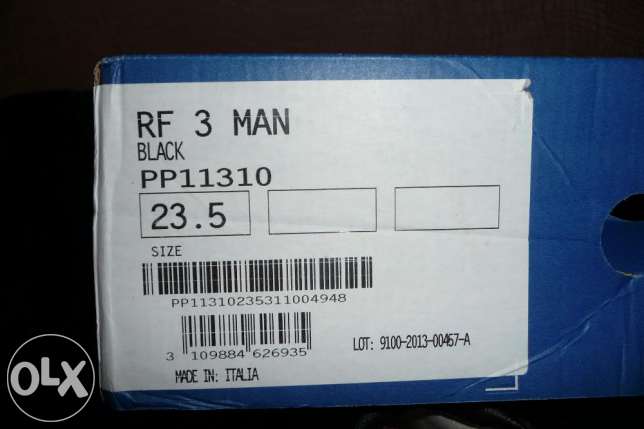 RF 3 MAN
BLACK
PP11310
23.5
SIZE
PP11310235311004948
3 109884 626935
LOT: 9100-2013-00457-A
MADE IN: ITALIA
OLX